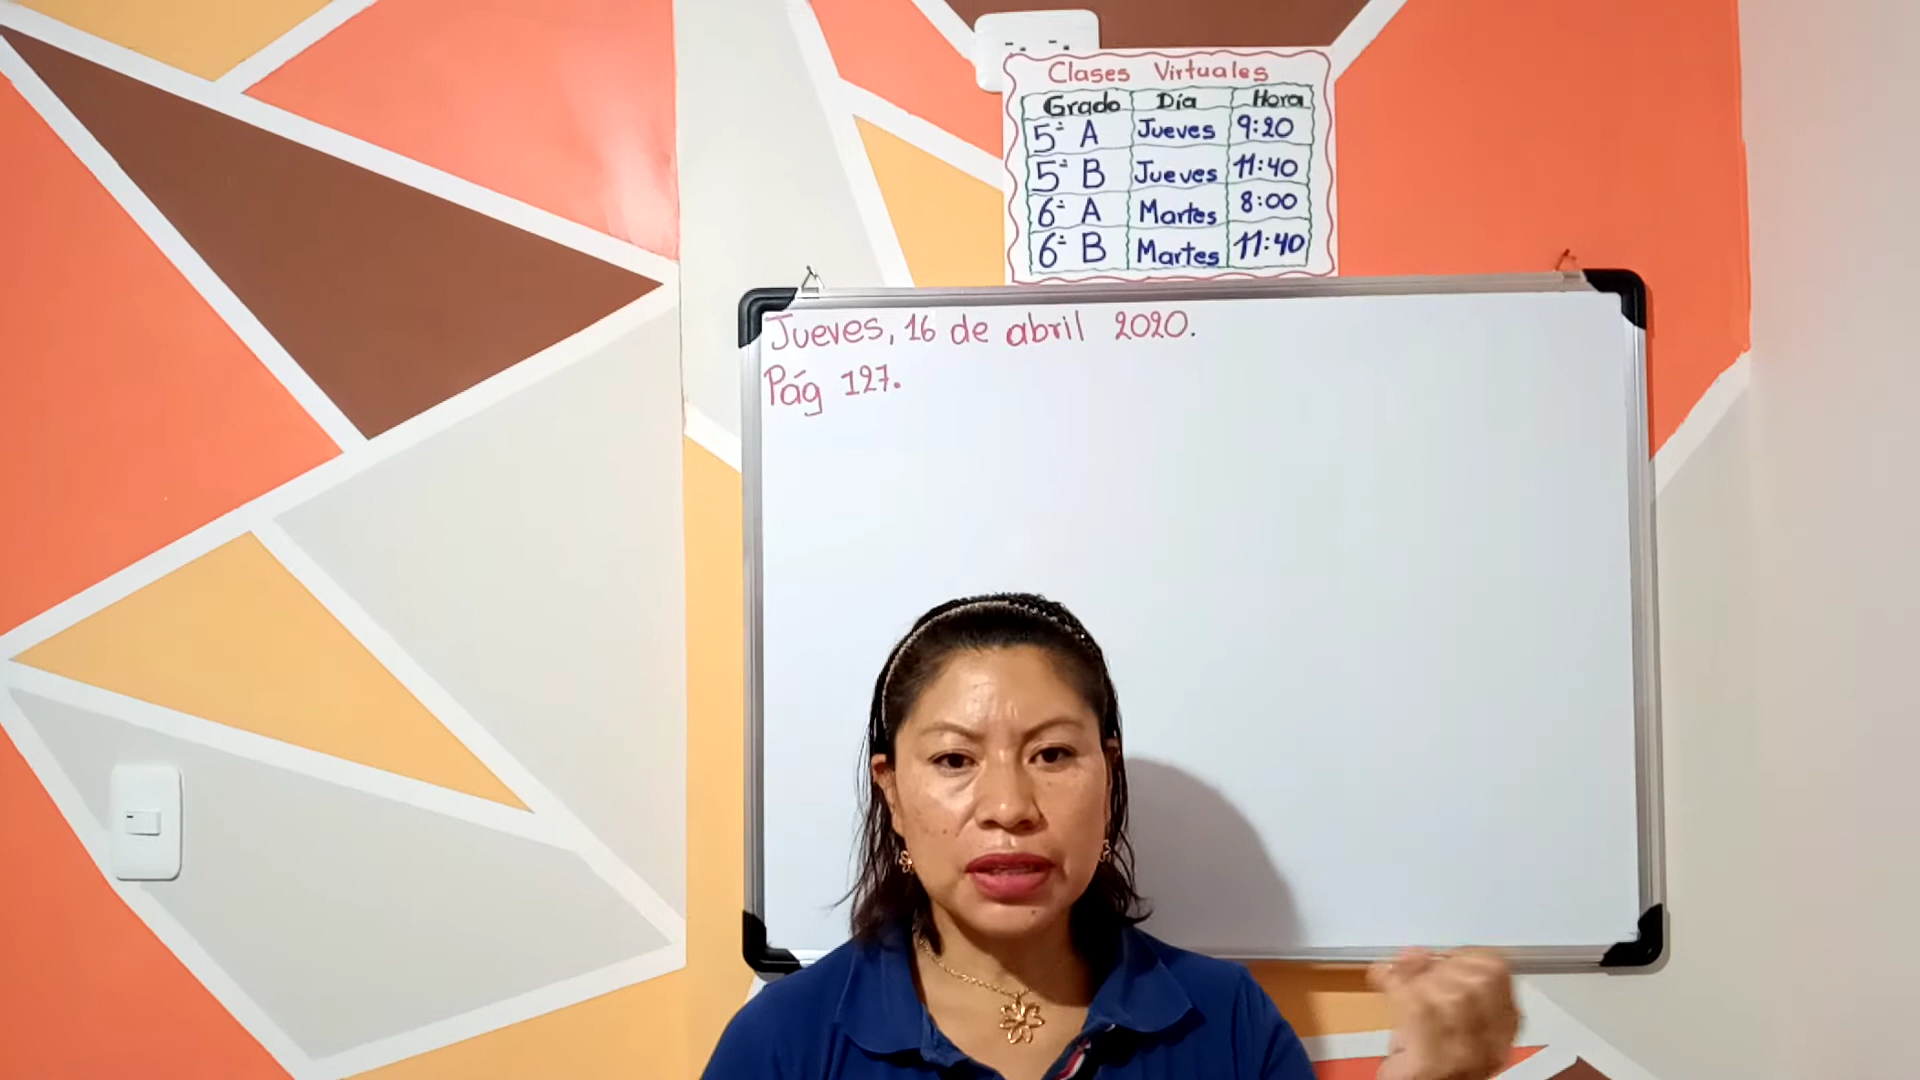 Clases Virtuales
Grado Día Hora
5º A Jueves 9:20
5º B Jueves 11:40
6º A Martes 8:00
6º B Martes 11:40
Jueves, 16 de abril 2020.
Pág 127.